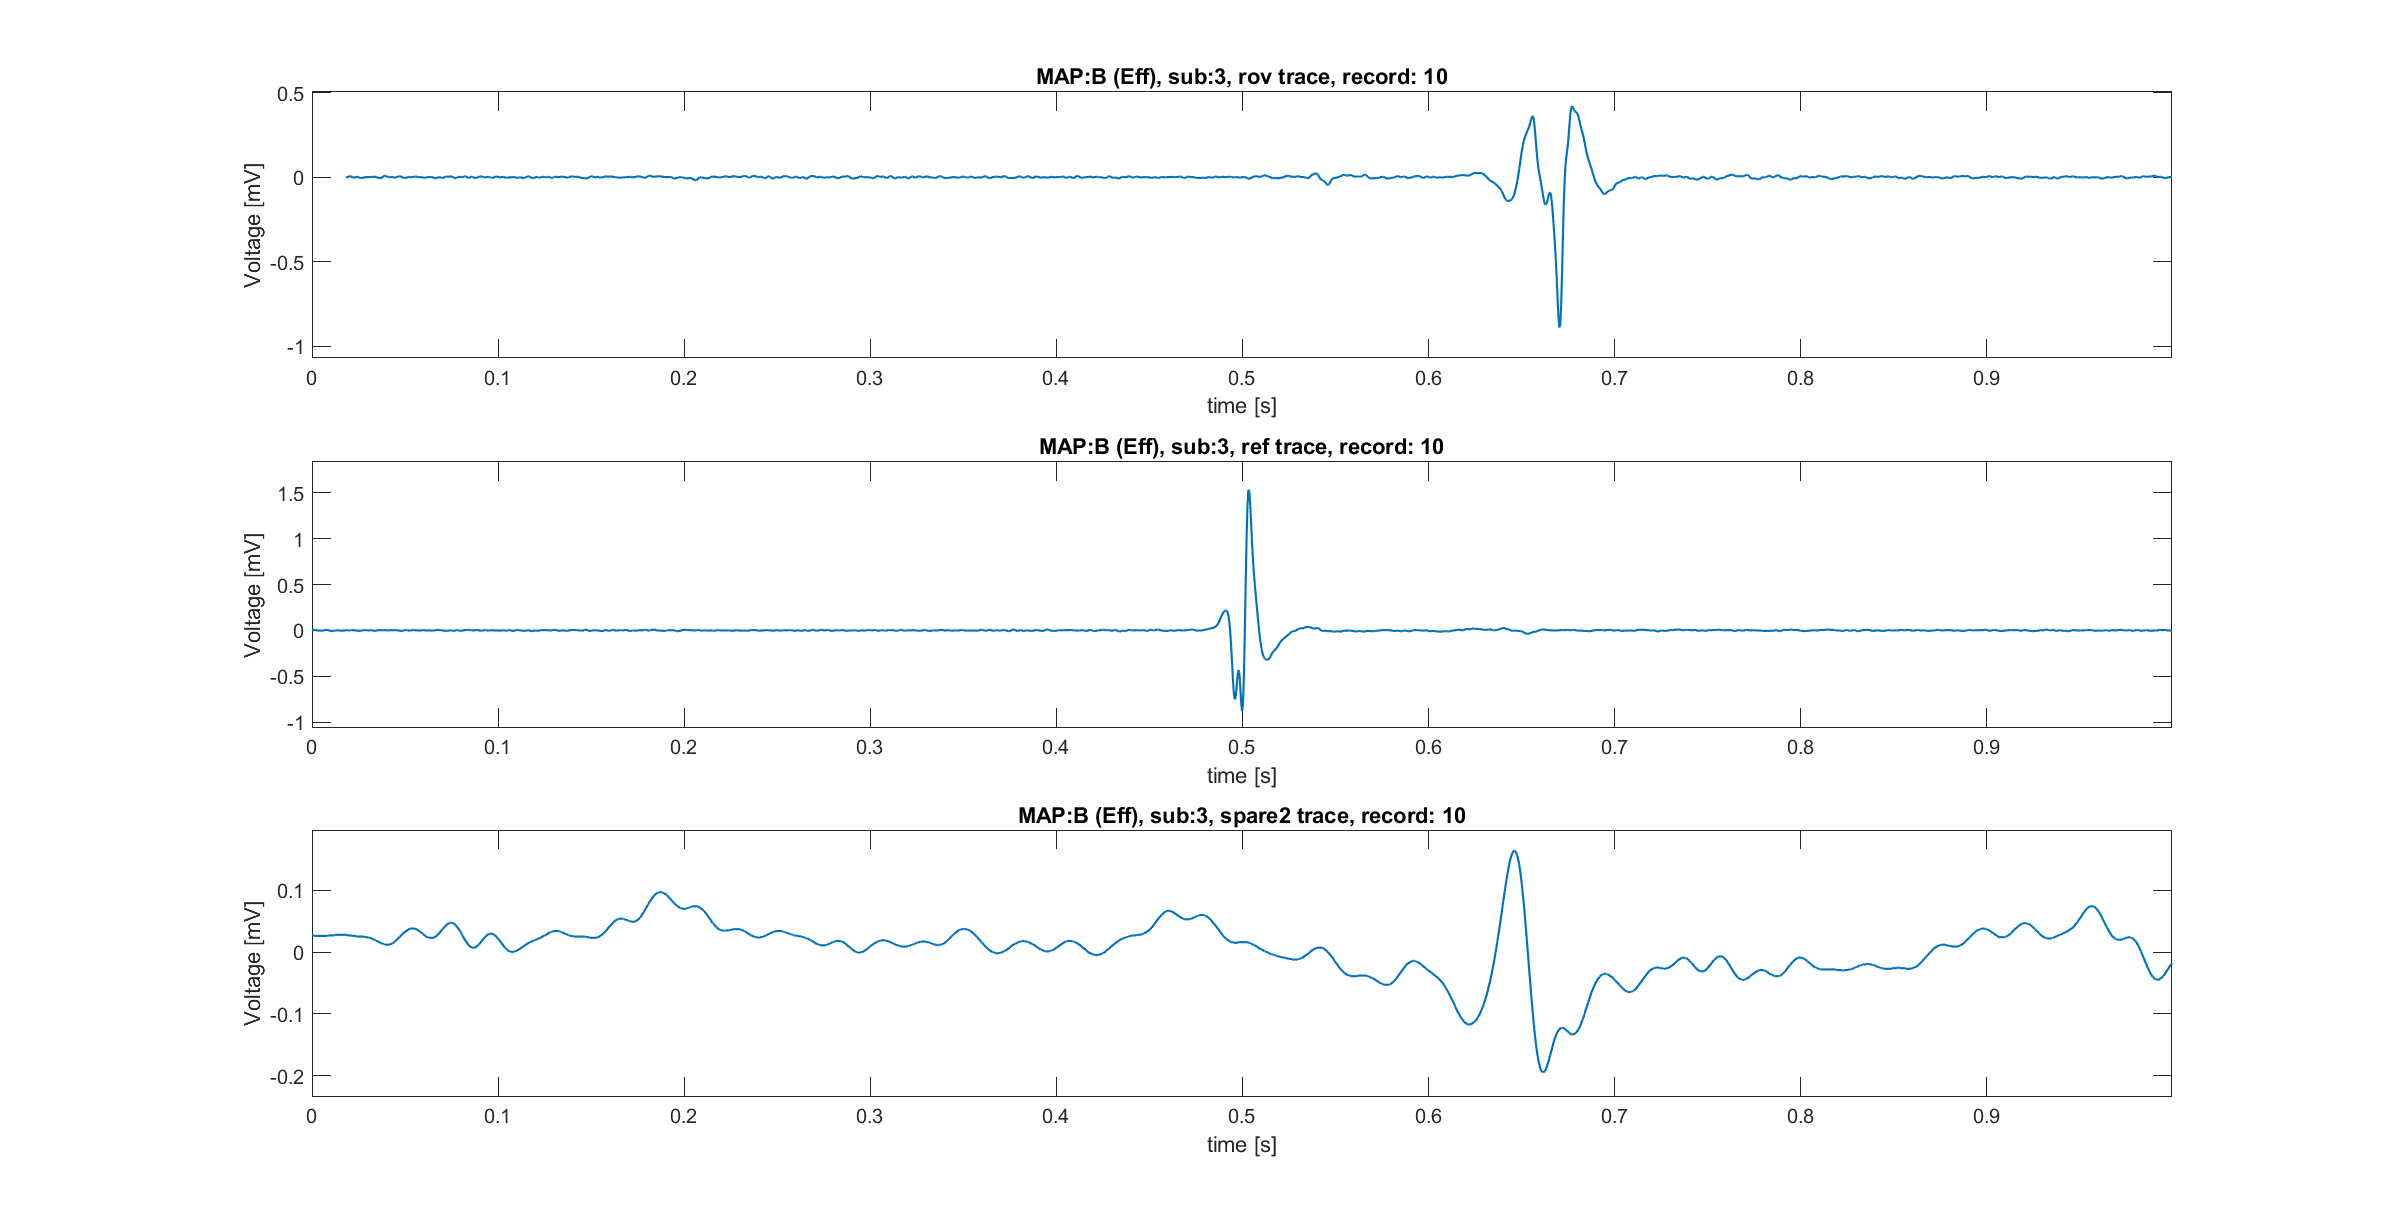 MAP:B (Eff), sub:3, rov trace, record: 10
0.5
0
-0.5
-1
Voltage [mV]
0 0.1 0.2 0.3 0.4 0.5 0.6 0.7 0.8 0.9
time [s]
MAP:B (Eff), sub:3, ref trace, record: 10
1.5
1
0.5
0
-0.5
-1
Voltage [mV]
0 0.1 0.2 0.3 0.4 0.5 0.6 0.7 0.8 0.9
time [s]
MAP:B (Eff), sub:3, spare2 trace, record: 10
0.1
0
-0.1
-0.2
Voltage [mV]
0 0.1 0.2 0.3 0.4 0.5 0.6 0.7 0.8 0.9
time [s]